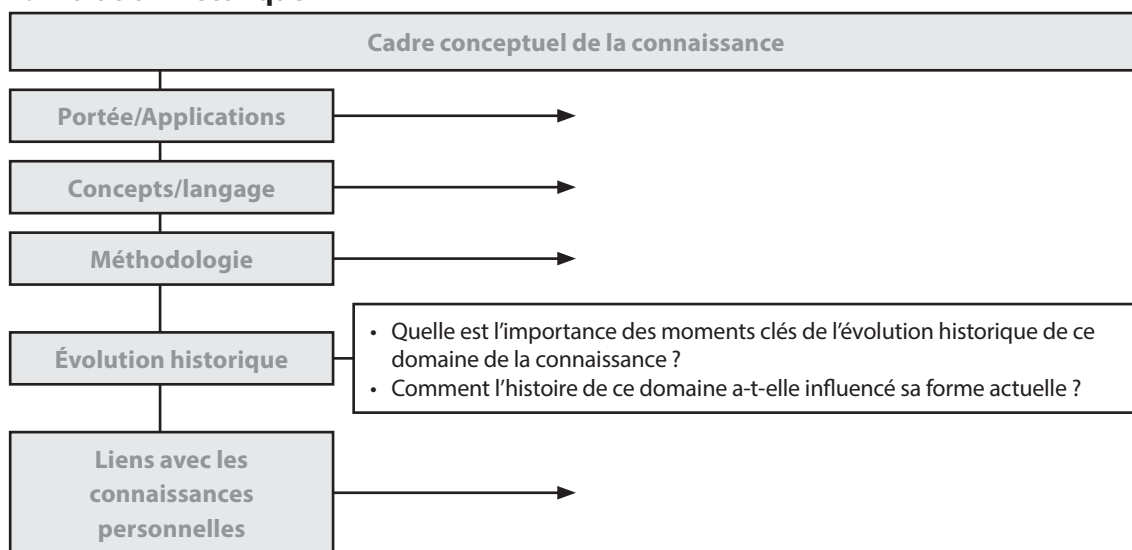 Cadre conceptuel de la connaissance
Portée/Applications
Concepts/langage
Méthodologie
Évolution historique
• Quelle est l'importance des moments clés de l'évolution historique de ce
domaine de la connaissance ?
• Comment l'histoire de ce domaine a-t-elle influencé sa forme actuelle ?
Liens avec les
connaissances
personnelles